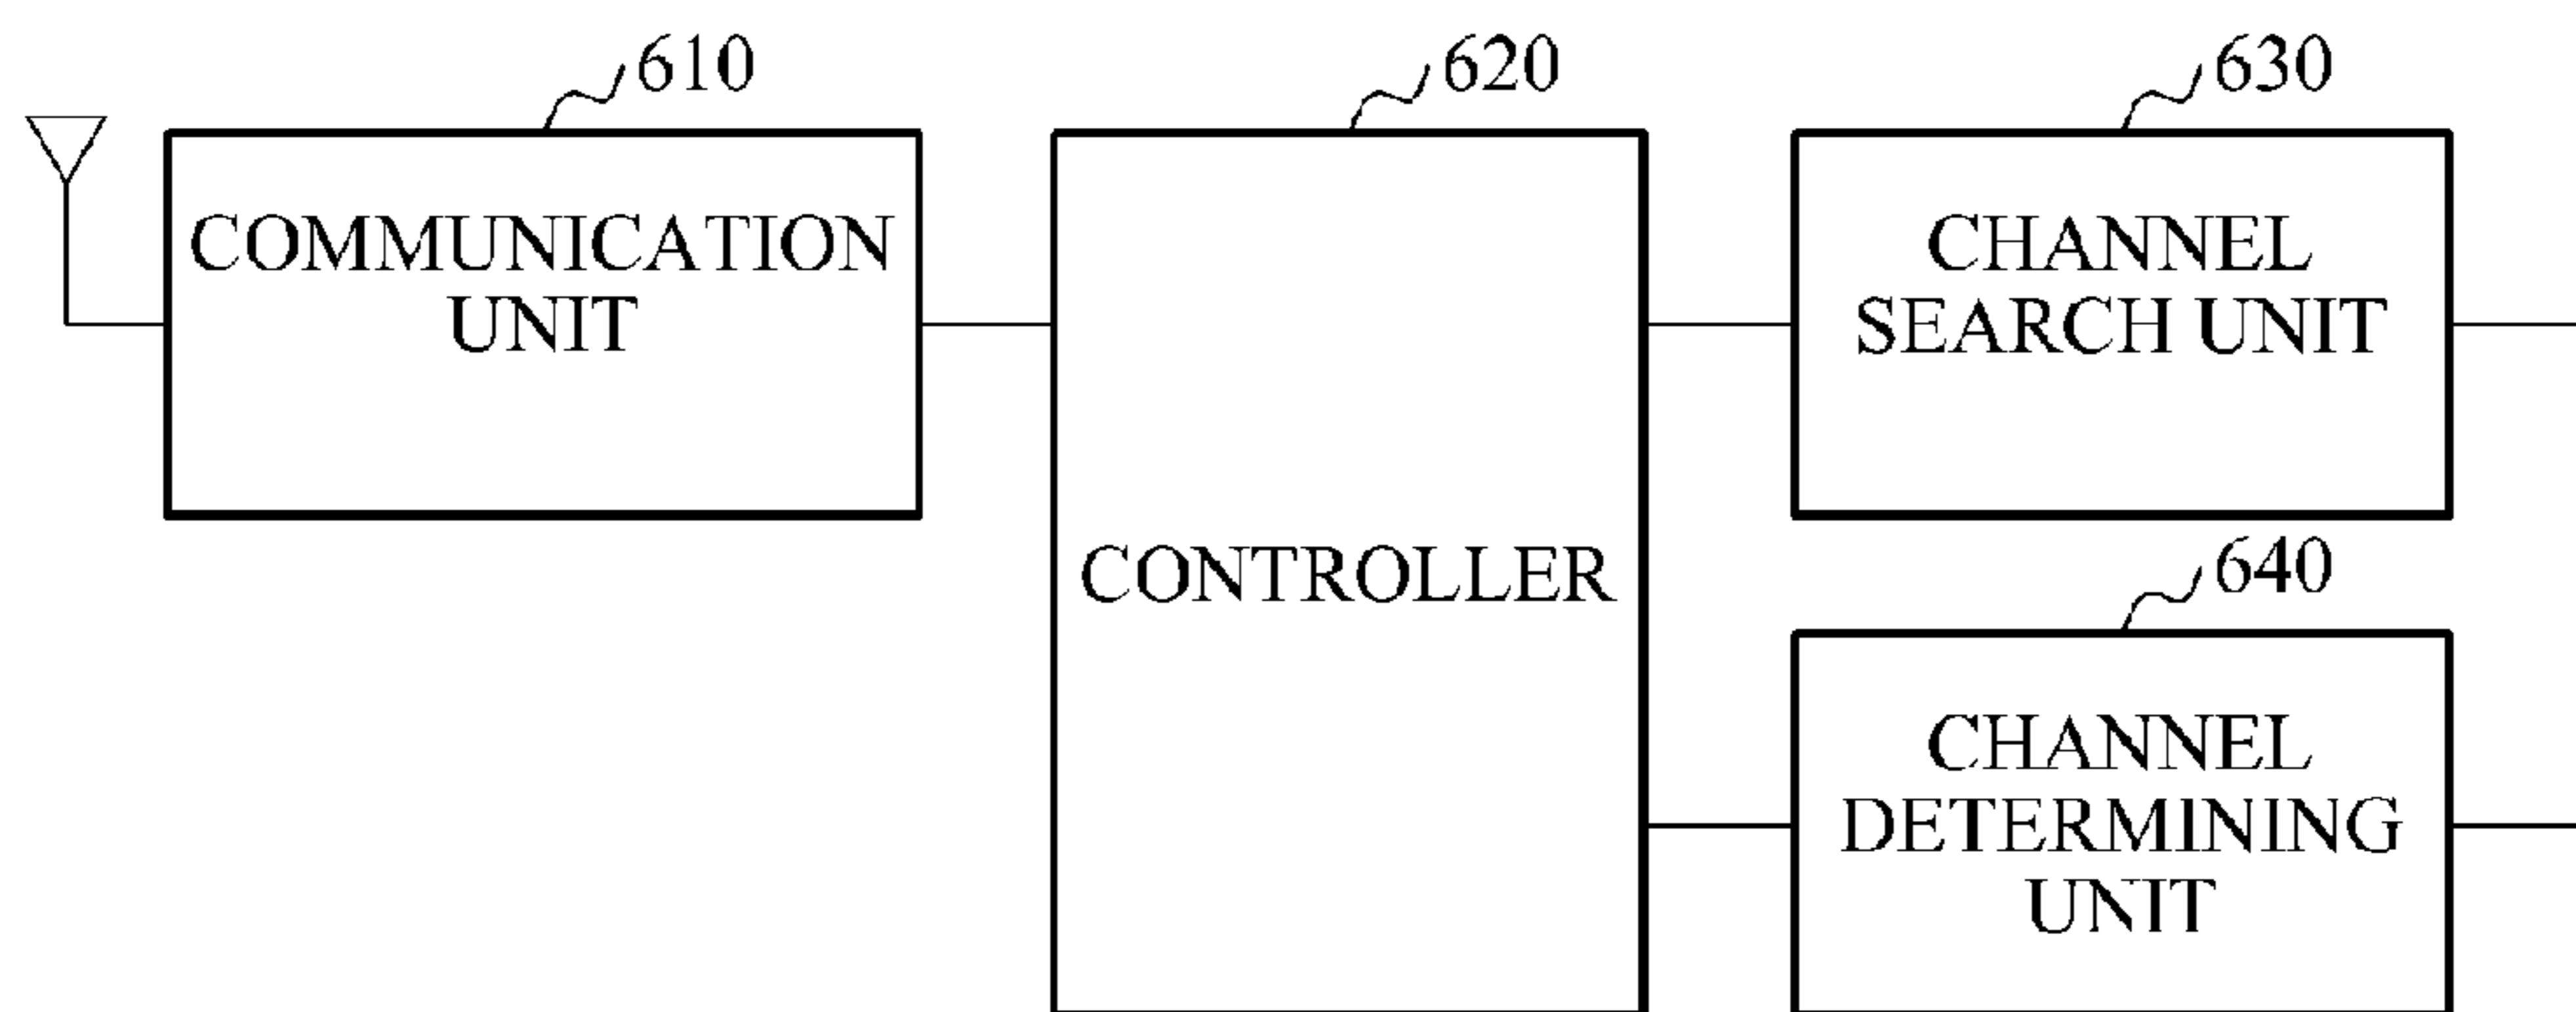 610
620
630
COMMUNICATION
UNIT
CONTROLLER
CHANNEL
SEARCH UNIT
640
CHANNEL
DETERMINING
UNIT